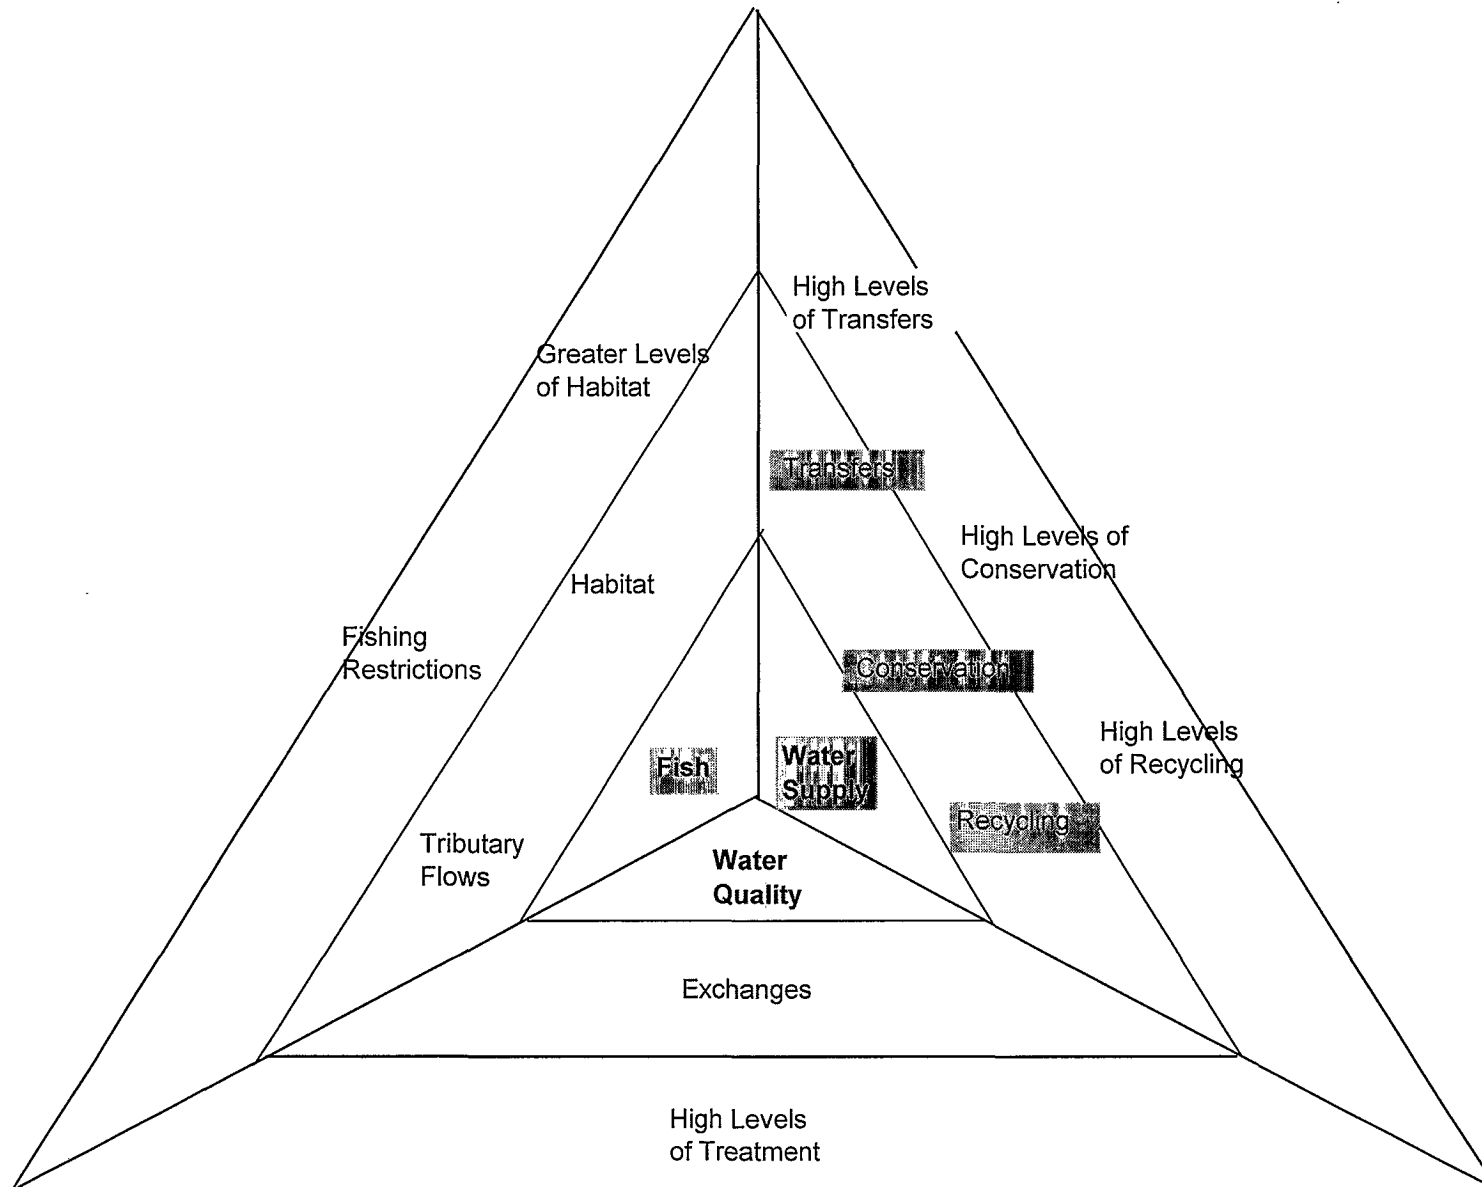 High Levels
of Transfers
Greater Levels
of Habitat
Transfers
High Levels of
Conservation
Habitat
Fishing
Restrictions
Conservation
High Levels
of Recycling
Fish
Water
Supply
Recycling
Tributary
Flows
Water
Quality
Exchanges
High Levels
of Treatment